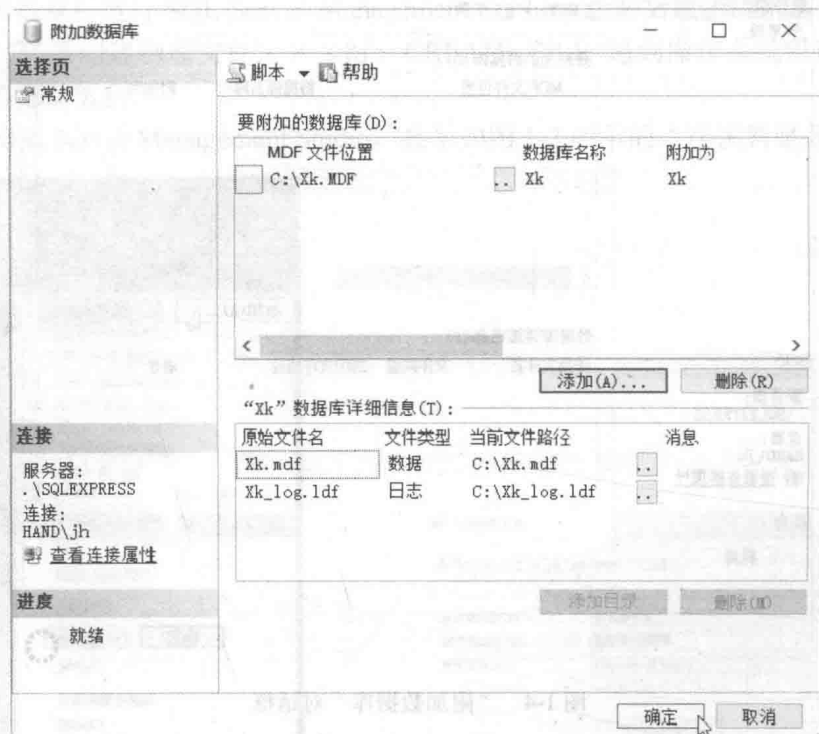 附加数据库
选择页
常规
脚本 帮助
要附加的数据库(D):
MDF 文件位置 数据库名称 附加为
C:\Xk.MDF .. Xk Xk
添加(A)... 删除(R)
“Xk”数据库详细信息(T):
原始文件名 文件类型 当前文件路径 消息
Xk.mdf 数据 C:\Xk.mdf ..
Xk_log.ldf 日志 C:\Xk_log.ldf ..
添加目录 删除(M)
连接
服务器:
.\SQLEXPRESS
连接:
HAND\jh
查看连接属性
进度
就绪
确定 取消